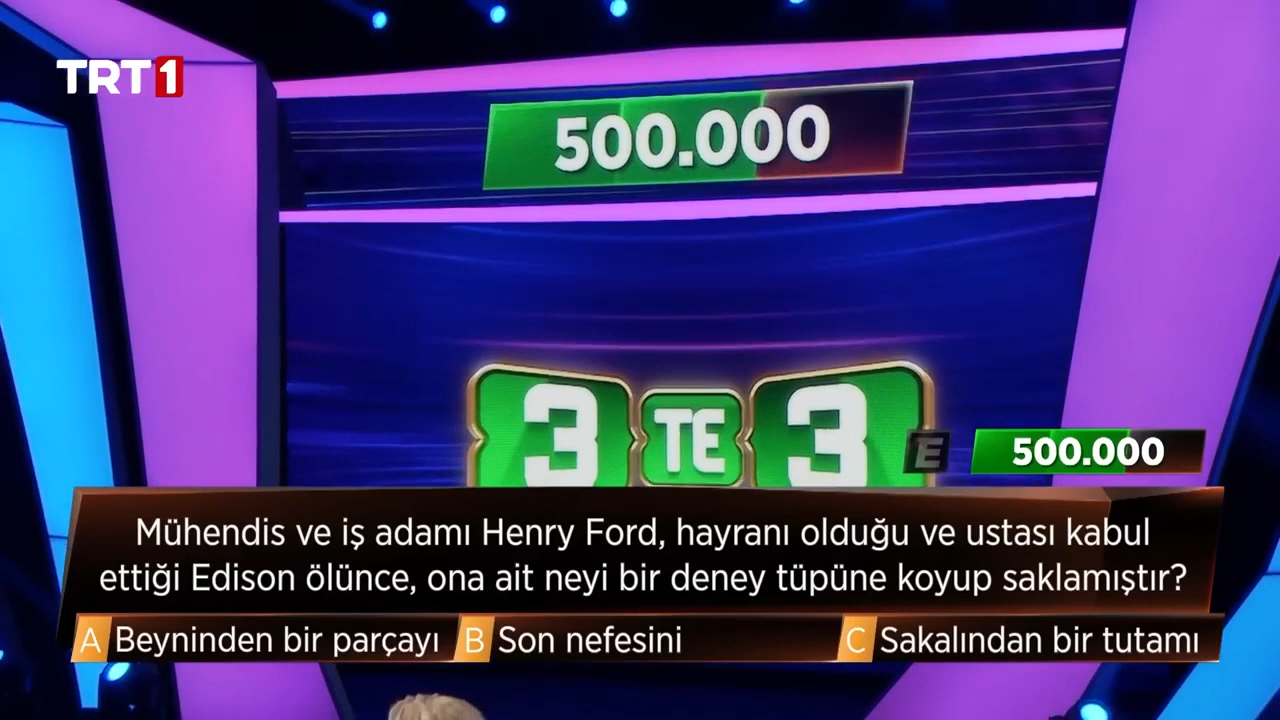 TRT1
500.000
3 TE 3
E 500.000
Mühendis ve iş adamı Henry Ford, hayranı olduğu ve ustası kabul
ettiği Edison ölünce, ona ait neyi bir deney tüpüne koyup saklamıştır?
A Beyninden bir parçayı B Son nefesini C Sakalından bir tutamı